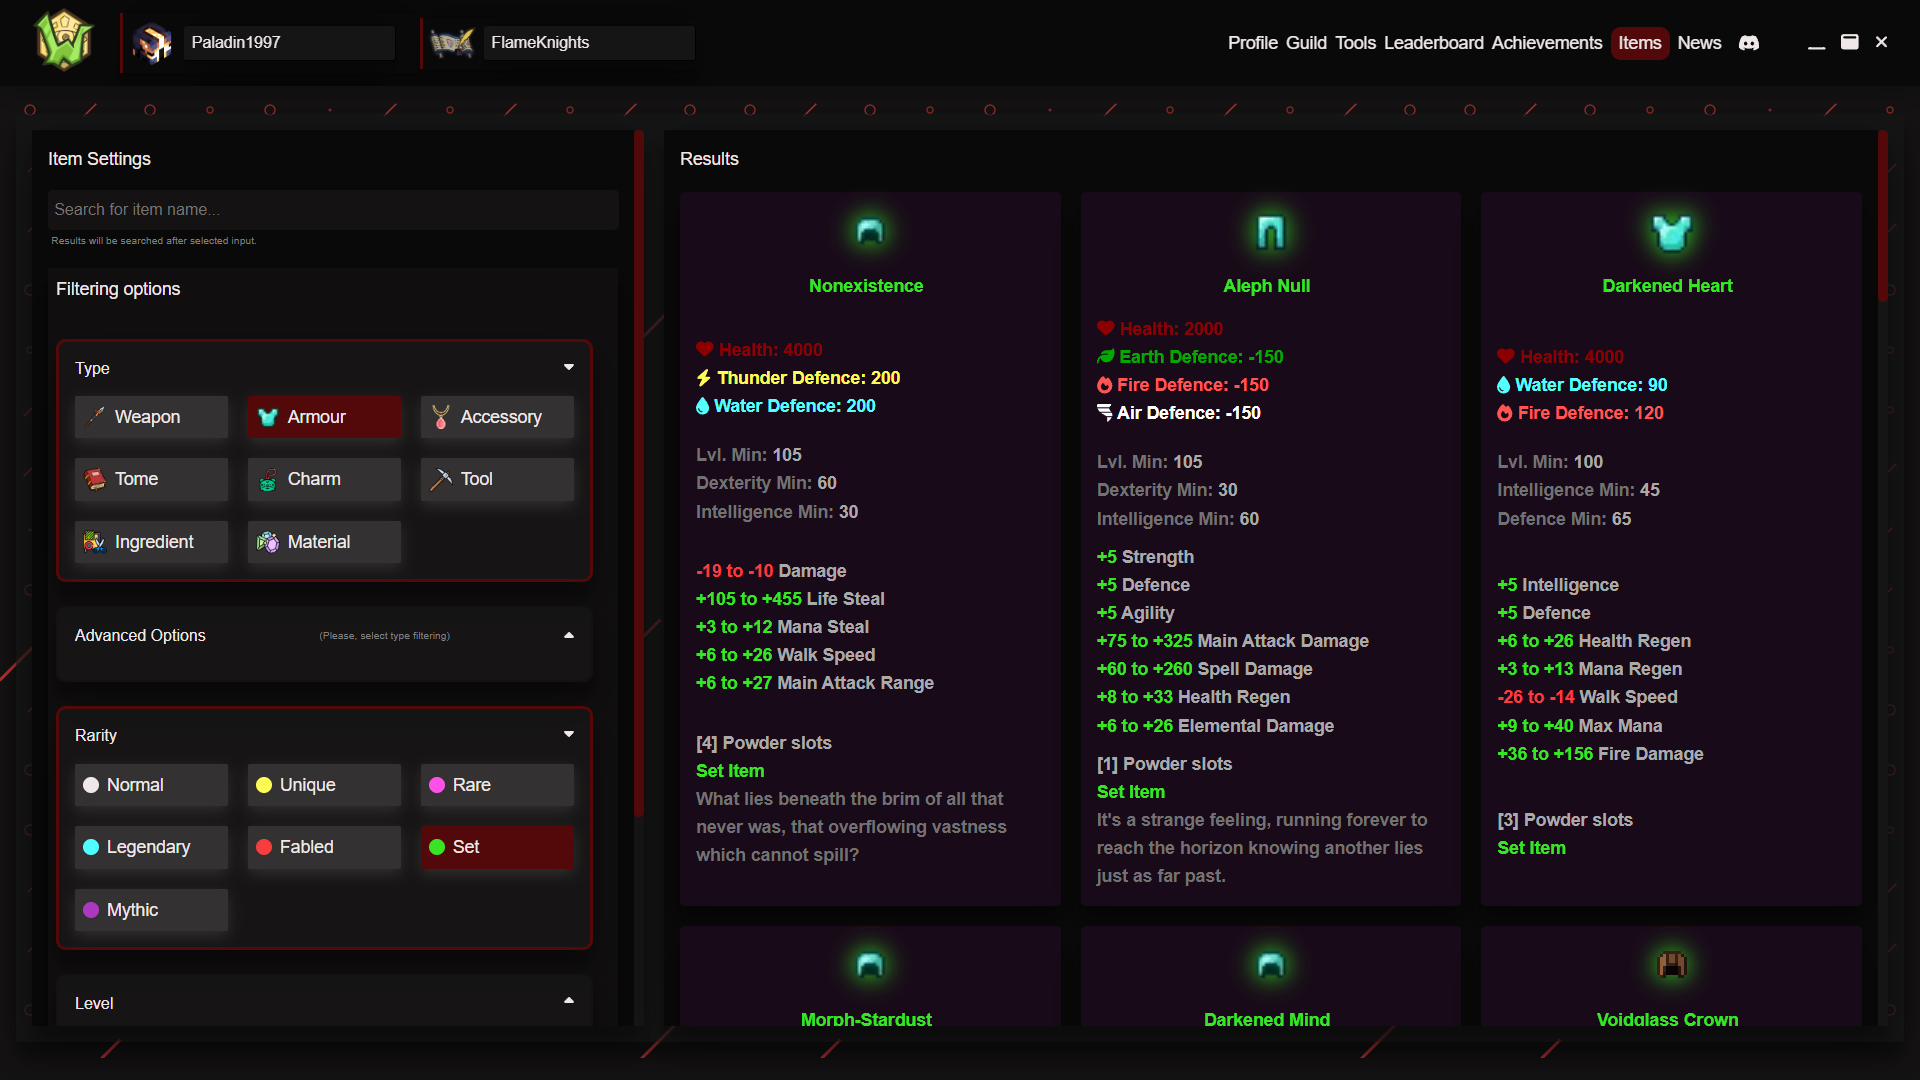 Paladin1997
FlameKnights
Profile Guild Tools Leaderboard Achievements Items News
Item Settings
Search for item name...
Results will be searched after selected input.
Filtering options
Type
Weapon
Armour
Accessory
Tome
Charm
Tool
Ingredient
Material
Advanced Options
(Please, select type filtering)
Rarity
Normal
Unique
Rare
Legendary
Fabled
Set
Mythic
Level
Results
Nonexistence
Health: 4000
Thunder Defence: 200
Water Defence: 200
Lvl. Min: 105
Dexterity Min: 60
Intelligence Min: 30
-19 to -10 Damage
+105 to +455 Life Steal
+3 to +12 Mana Steal
+6 to +26 Walk Speed
+6 to +27 Main Attack Range
[4] Powder slots
Set Item
What lies beneath the brim of all that
never was, that overflowing vastness
which cannot spill?
Aleph Null
Health: 2000
Earth Defence: -150
Fire Defence: -150
Air Defence: -150
Lvl. Min: 105
Dexterity Min: 30
Intelligence Min: 60
+5 Strength
+5 Defence
+5 Agility
+75 to +325 Main Attack Damage
+60 to +260 Spell Damage
+8 to +33 Health Regen
+6 to +26 Elemental Damage
[1] Powder slots
Set Item
It's a strange feeling, running forever to
reach the horizon knowing another lies
just as far past.
Darkened Heart
Health: 4000
Water Defence: 90
Fire Defence: 120
Lvl. Min: 100
Intelligence Min: 45
Defence Min: 65
+5 Intelligence
+5 Defence
+6 to +26 Health Regen
+3 to +13 Mana Regen
-26 to -14 Walk Speed
+9 to +40 Max Mana
+36 to +156 Fire Damage
[3] Powder slots
Set Item
Morph-Stardust
Darkened Mind
Voidglass Crown